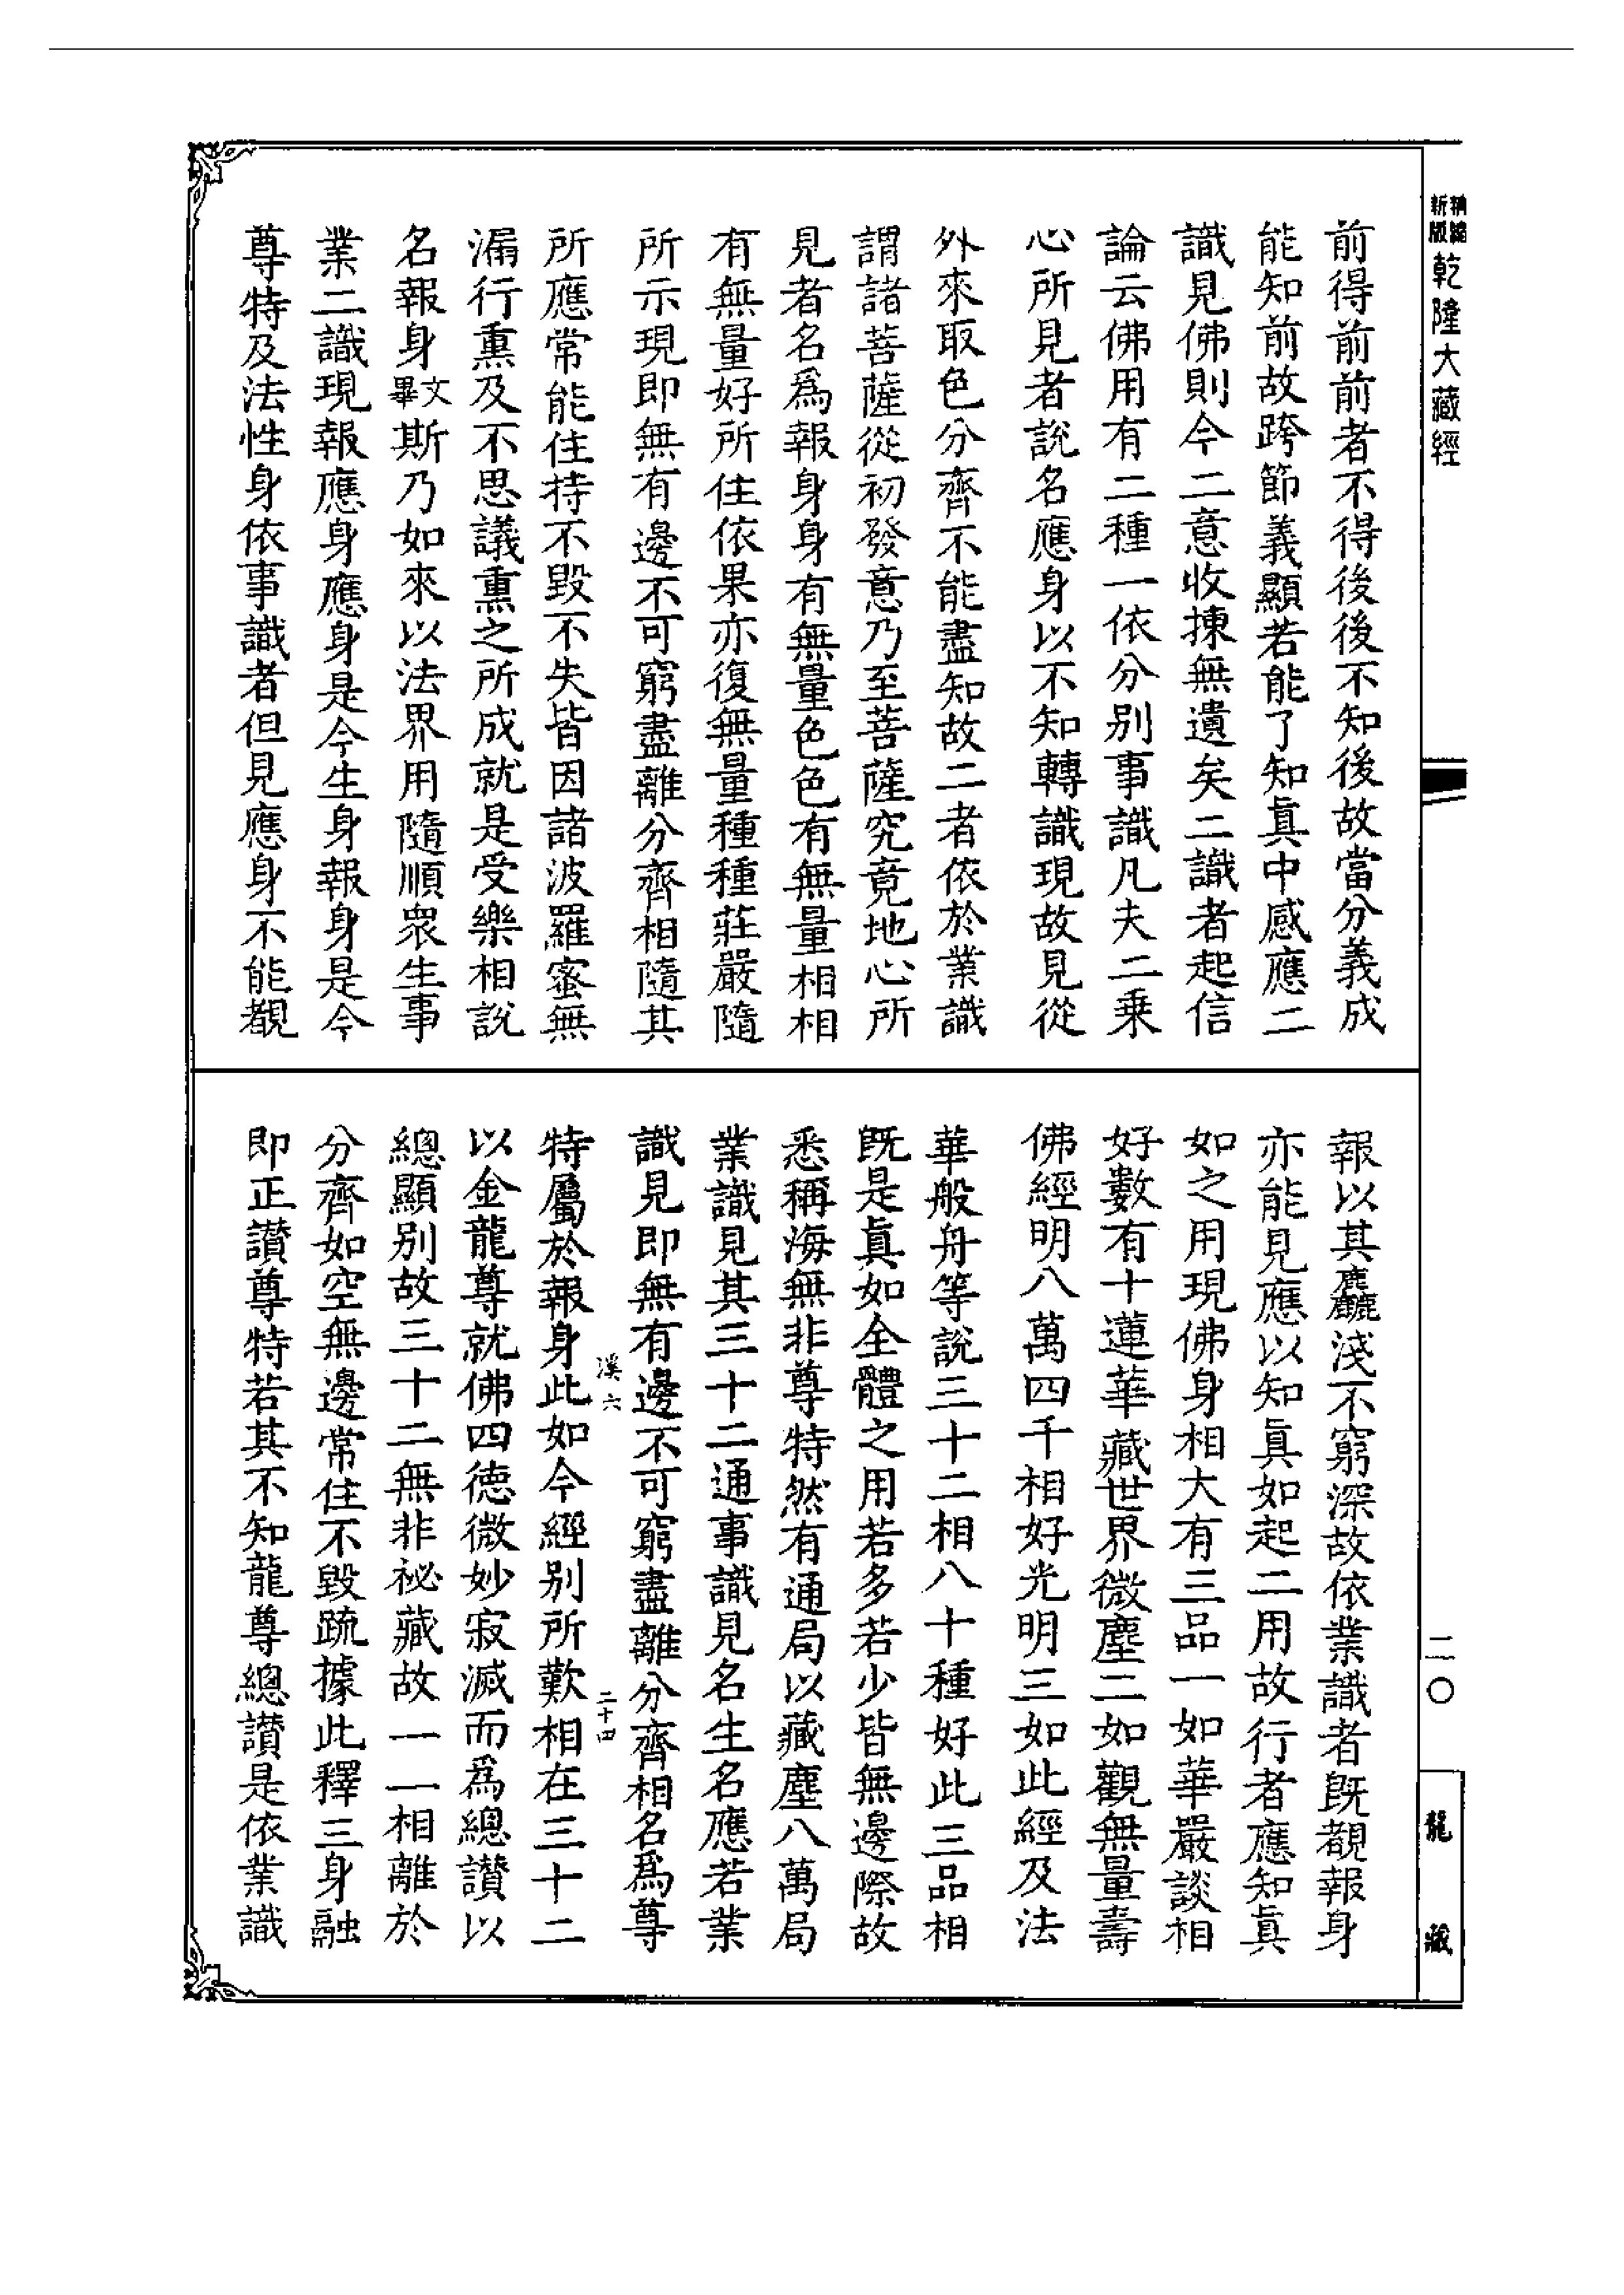 精縮新版乾隆大藏經
前得前前者不得後後不知後故當分義成
能知前故跨節義顯若能了知真中感應二
識見佛則今二意收揀無遺矣二識者起信
論云佛用有二種一依分別事識凡夫二乘
心所見者說名應身以不知轉識現故見從
外來取色分齊不能盡知故二者依於業識
謂諸菩薩從初發意乃至菩薩究竟地心所
見者名爲報身身有無量色色有無量相相
有無量好所住依果亦復無量種種莊嚴隨
所示現即無有邊不可窮盡離分齊相隨其
所應常能住持不毀不失皆因諸波羅蜜無
漏行熏及不思議熏之所成就是受樂相說
名報身文畢斯乃如來以法界用隨順衆生事
業二識現報應身應身是今生身報身是今
尊特及法性身依事識者但見應身不能覩
報以其麤淺不窮深故依業識者既覩報身
亦能見應以知真如起二用故行者應知真
如之用現佛身相大有三品一如華嚴談相
好數有十蓮華藏世界微塵二如觀無量壽
佛經明八萬四千相好光明三如此經及法
華般舟等說三十二相八十種好此三品相
既是真如全體之用若多若少皆無邊際故
悉稱海無非尊特然有通局以藏塵八萬局
業識見其三十二通事識見名生名應若業
識見即無有邊不可窮盡離分齊相名爲尊
溪六 二十四
特屬於報身此如今經別所歎相在三十二
以金龍尊就佛四德微妙寂滅而爲總讚以
總顯別故三十二無非祕藏故一一相離於
分齊如空無邊常住不毀䟽據此釋三身融
即正讚尊特若其不知龍尊總讚是依業識
二〇
龍藏